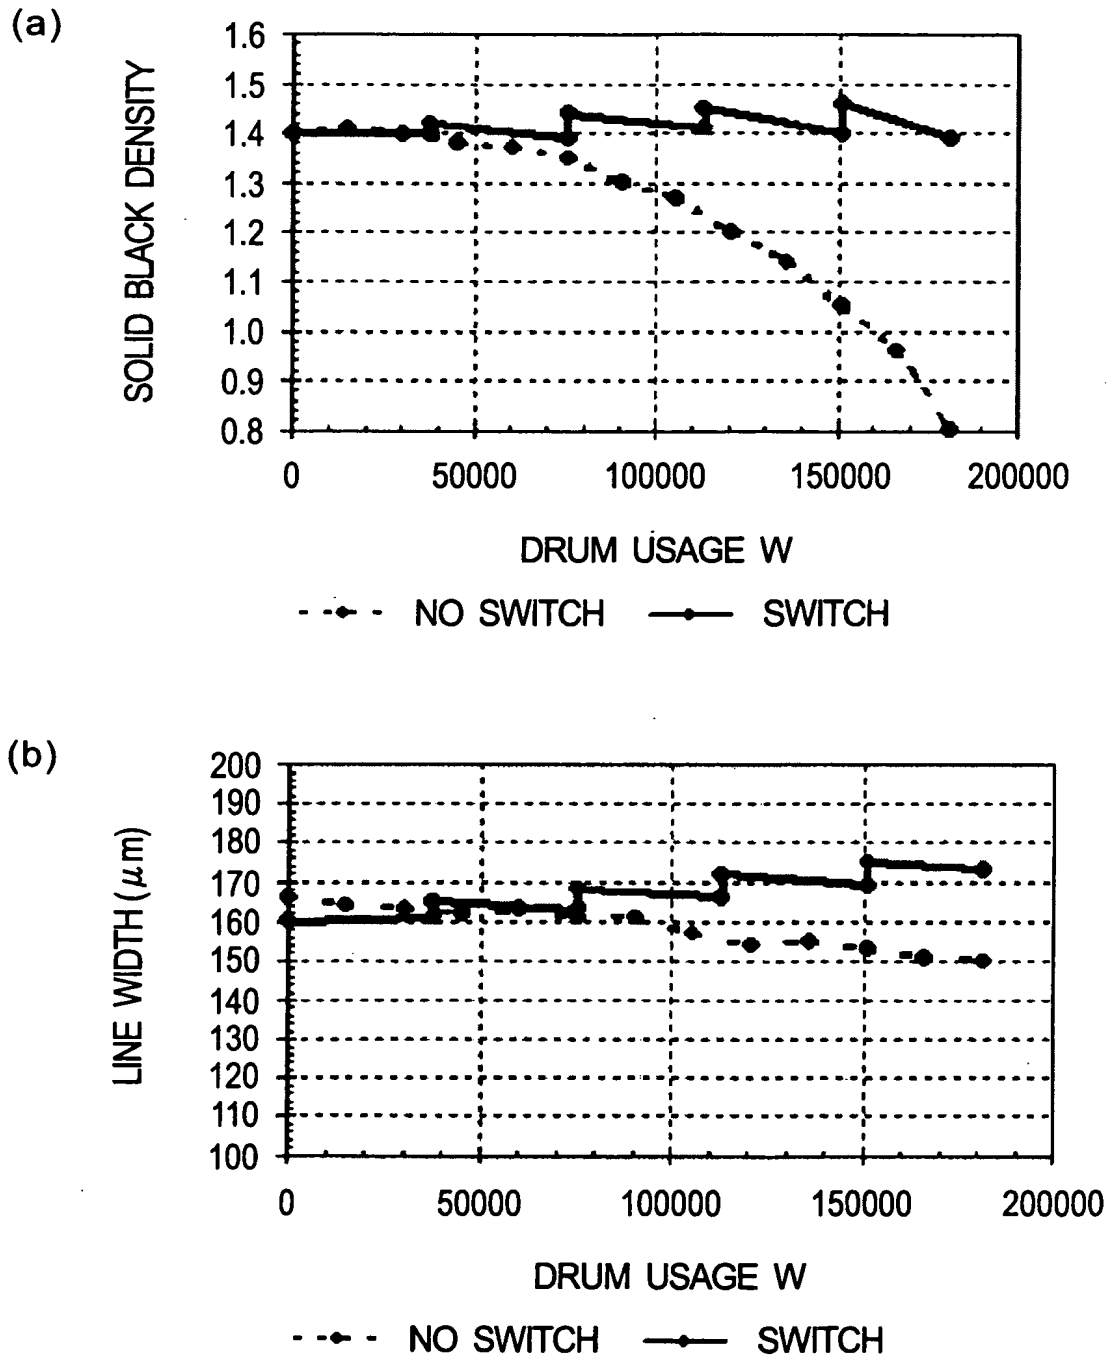 (a)
SOLID BLACK DENSITY
1.6
1.5
1.4
1.3
1.2
1.1
1.0
0.9
0.8
0 50000 100000 150000 200000
DRUM USAGE W
NO SWITCH SWITCH
(b)
LINE WIDTH (μm)
200
190
180
170
160
150
140
130
120
110
100
0 50000 100000 150000 200000
DRUM USAGE W
NO SWITCH SWITCH